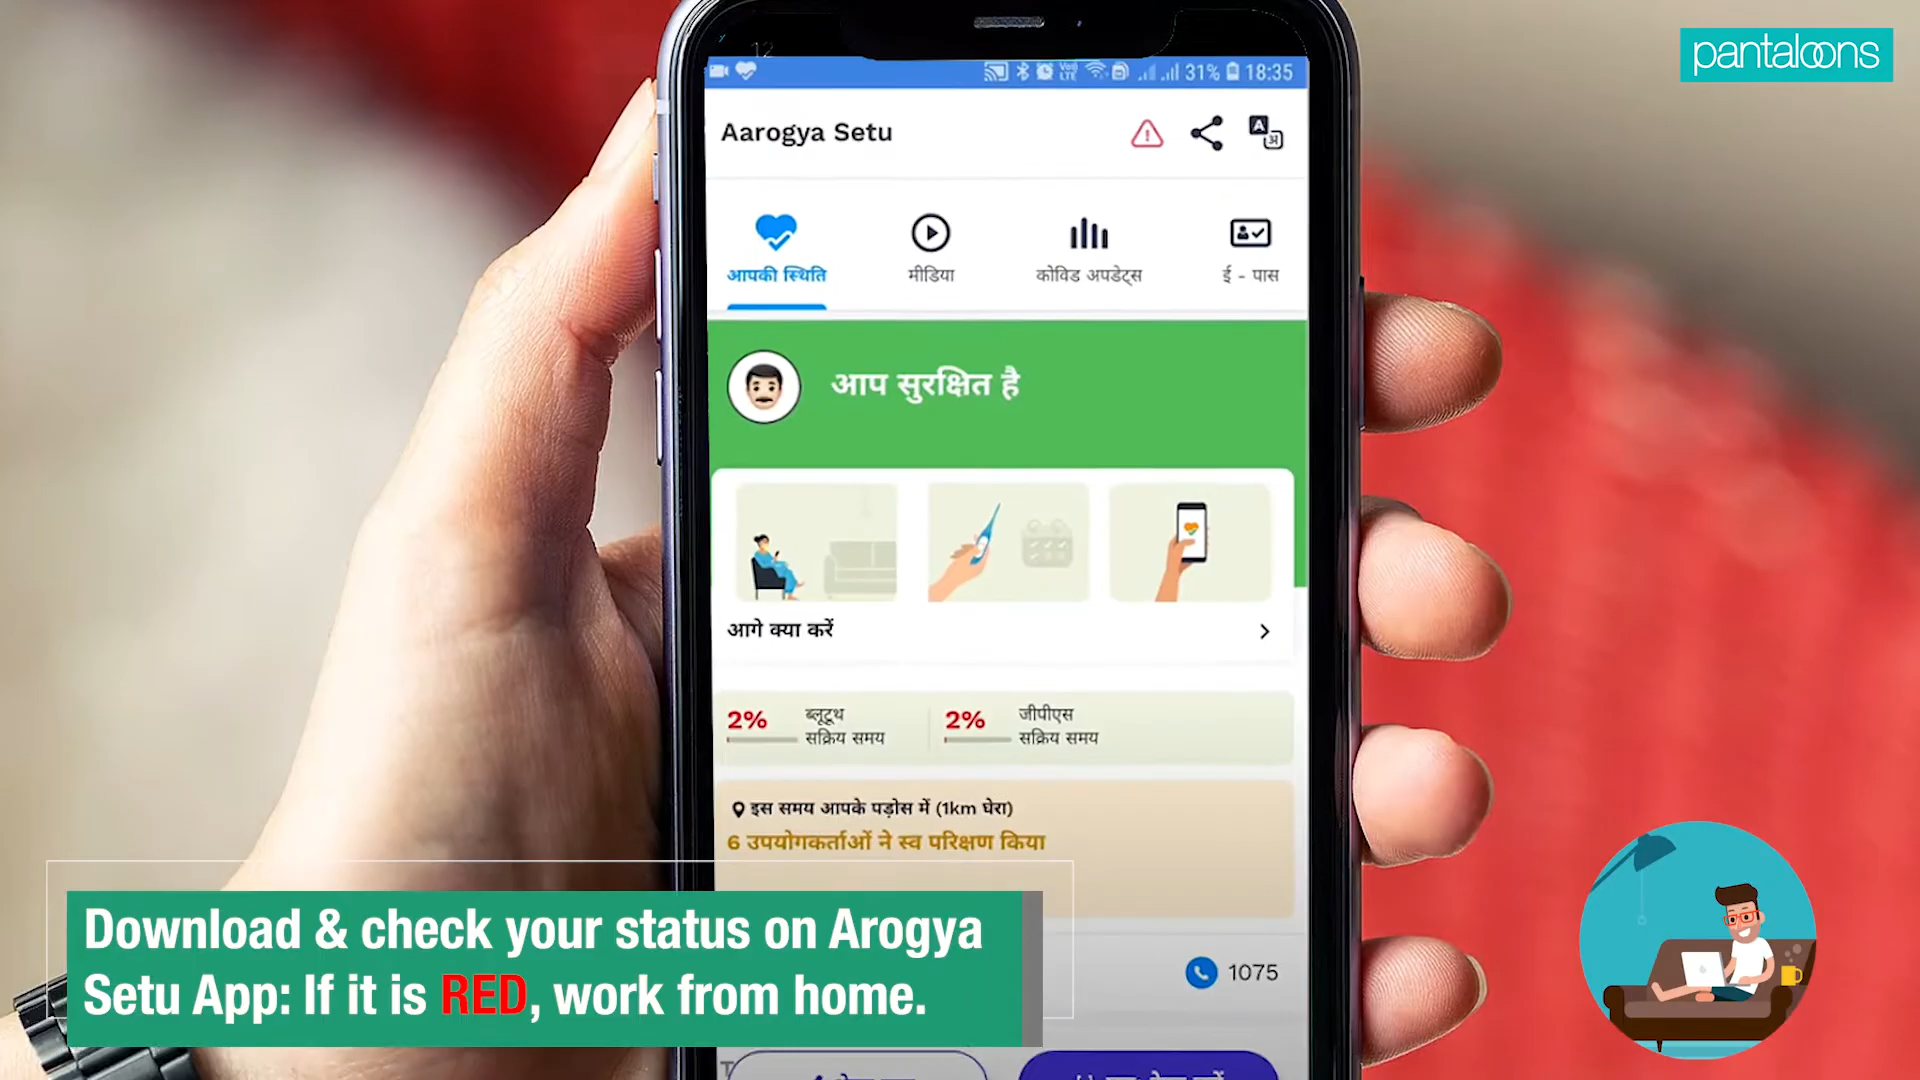 pantaloons
12
31% 18:35
Aarogya Setu
आपकी स्थिति
मीडिया
कोविड अपडेट्स
ई - पास
आप सुरक्षित है
आगे क्या करें
2% ब्लूटूथ
सक्रिय समय
2% जीपीएस
सक्रिय समय
इस समय आपके पड़ोस में (1km घेरा)
6 उपयोगकर्ताओं ने स्व परिक्षण किया
1075
Download & check your status on Arogya
Setu App: If it is RED, work from home.